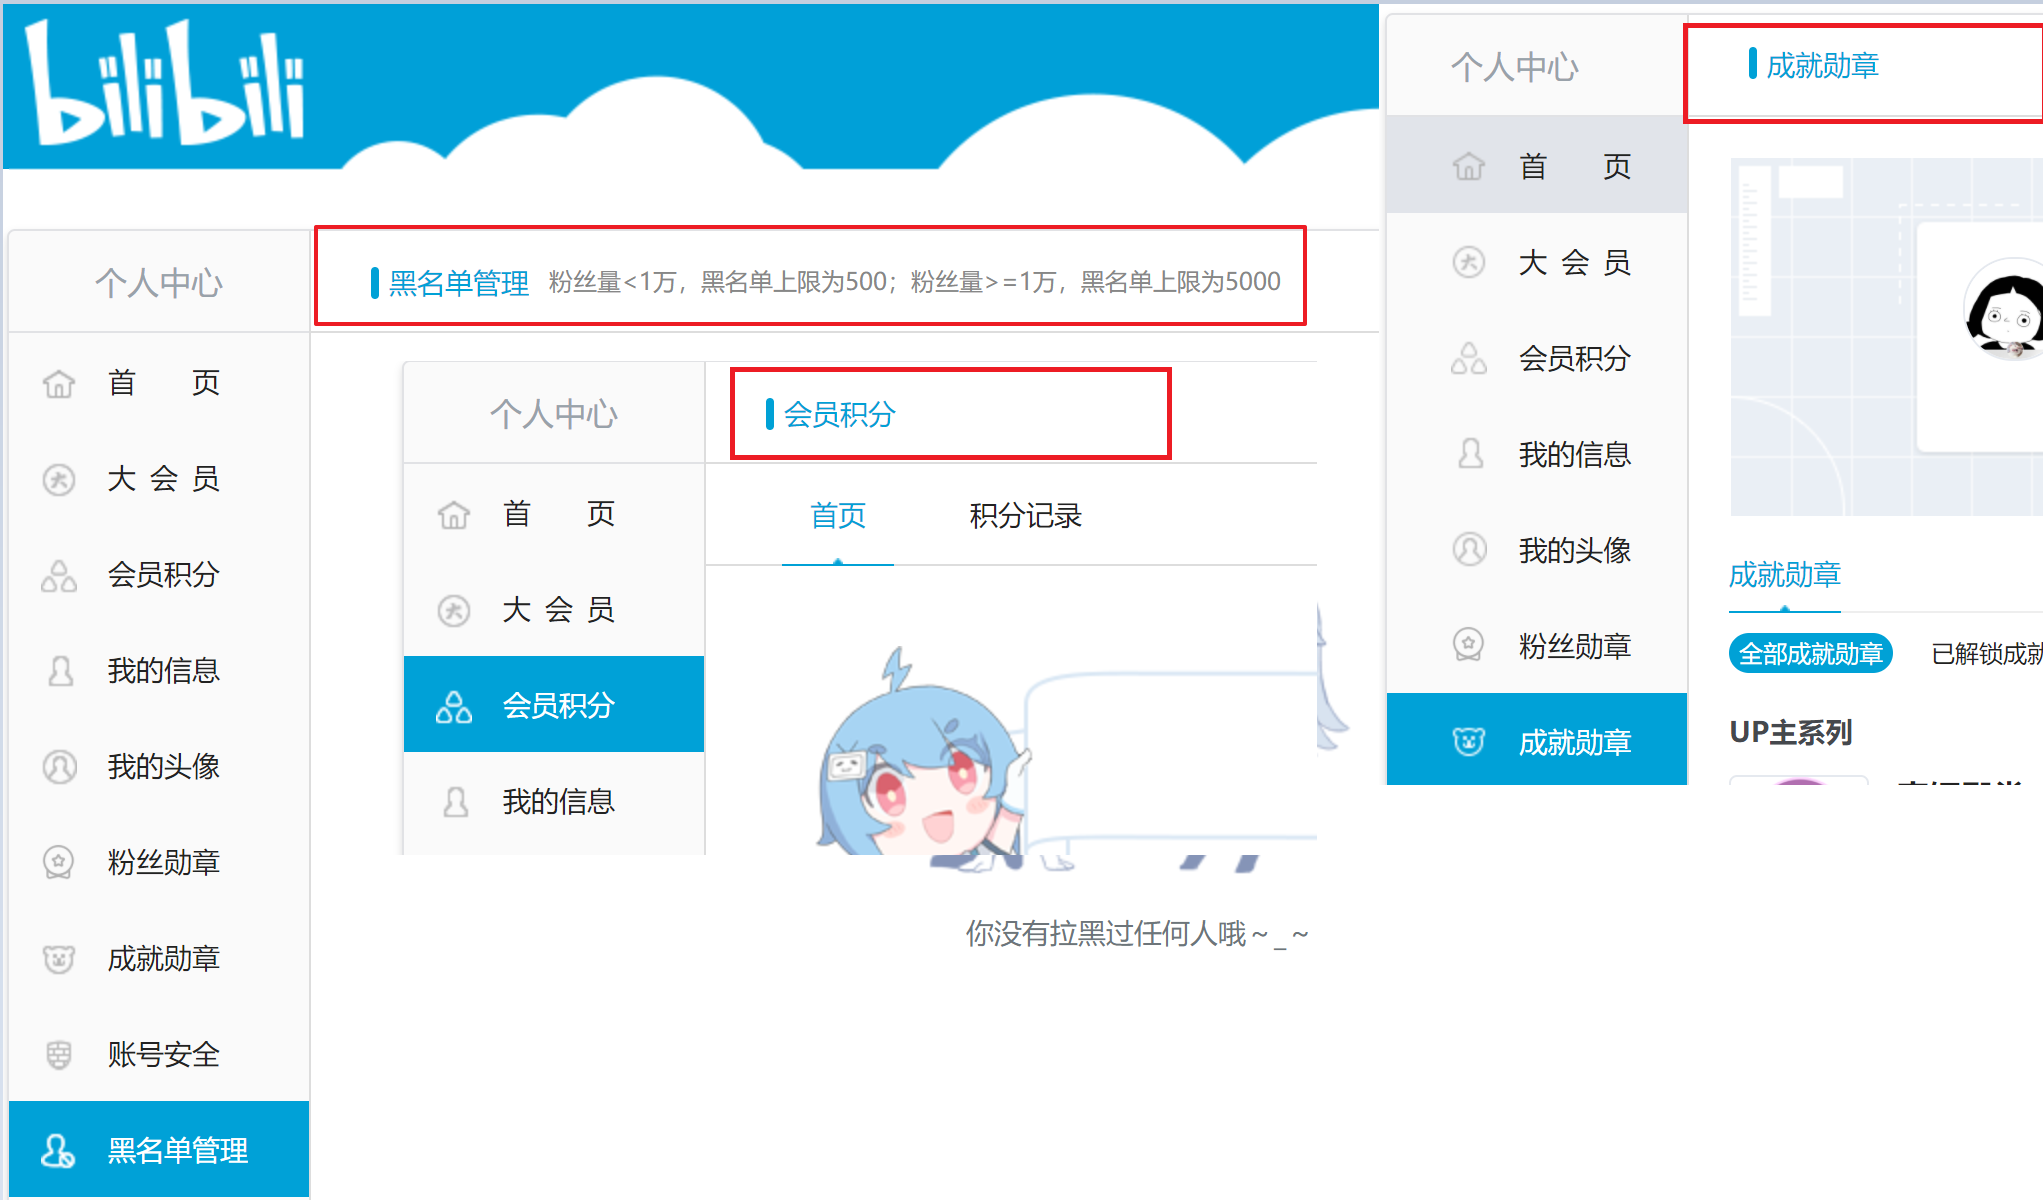 bilibili
个人中心
黑名单管理 粉丝量<1万，黑名单上限为500；粉丝量>=1万，黑名单上限为5000
首 页
大 会 员
会员积分
我的信息
我的头像
粉丝勋章
成就勋章
账号安全
黑名单管理
个人中心
会员积分
首 页
大 会 员
会员积分
我的信息
首页 积分记录
你没有拉黑过任何人哦～_～
个人中心
成就勋章
首 页
大 会 员
会员积分
我的信息
我的头像
粉丝勋章
成就勋章
成就勋章
全部成就勋章 已解锁成就
UP主系列